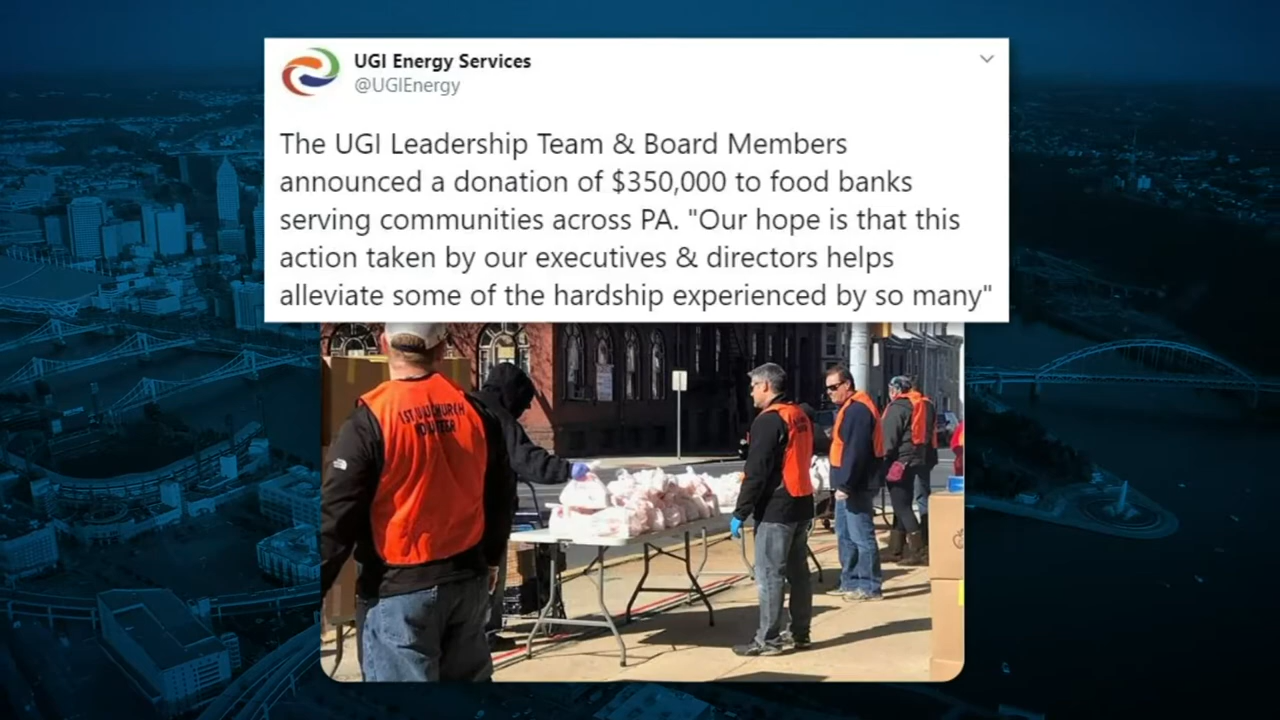 UGI Energy Services
@UGIEnergy
The UGI Leadership Team & Board Members
announced a donation of $350,000 to food banks
serving communities across PA. "Our hope is that this
action taken by our executives & directors helps
alleviate some of the hardship experienced by so many"
CHURCH
VOLUNTEER